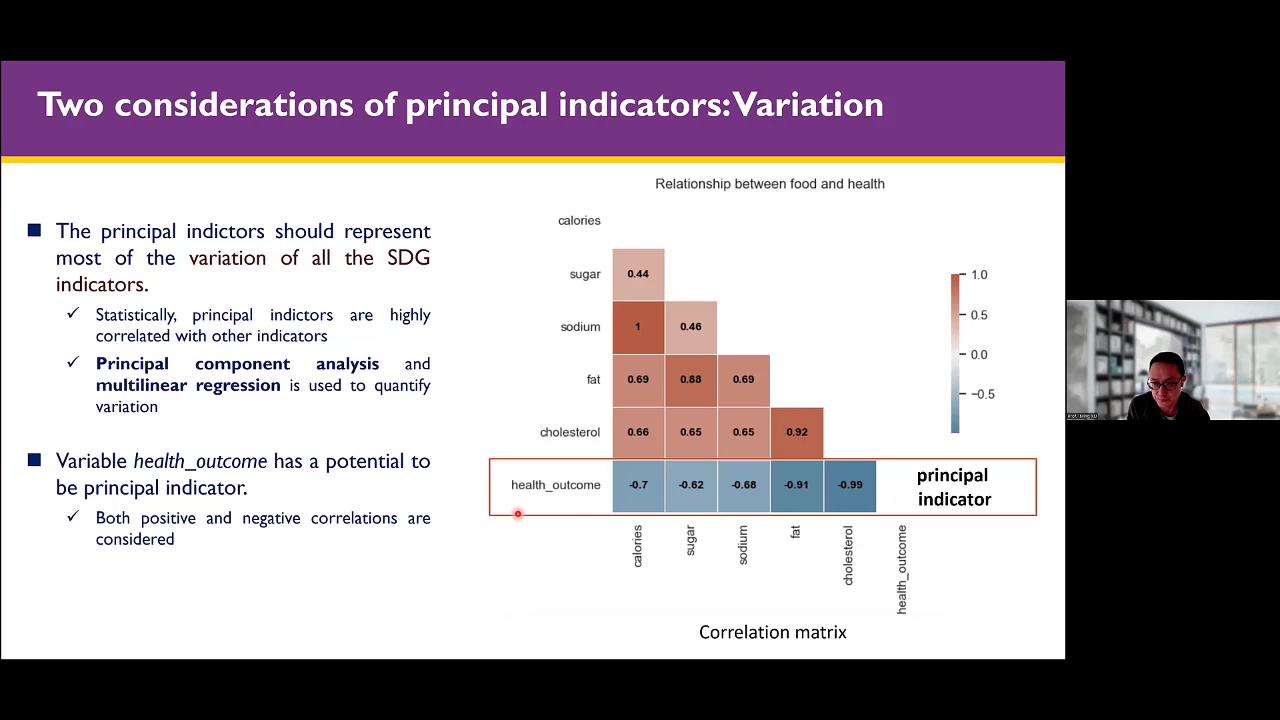 Two considerations of principal indicators:Variation
The principal indictors should represent
most of the variation of all the SDG
indicators.
Statistically, principal indictors are highly
correlated with other indicators
Principal component analysis and
multilinear regression is used to quantify
variation
Variable health_outcome has a potential to
be principal indicator.
Both positive and negative correlations are
considered
Relationship between food and health
calories
sugar 0.44
sodium 1 0.46
fat 0.69 0.88 0.69
cholesterol 0.66 0.65 0.65 0.92
health_outcome -0.7 -0.62 -0.68 -0.91 -0.99
principal
indicator
calories sugar sodium fat cholesterol health_outcome
1.0
0.5
0.0
−0.5
Correlation matrix